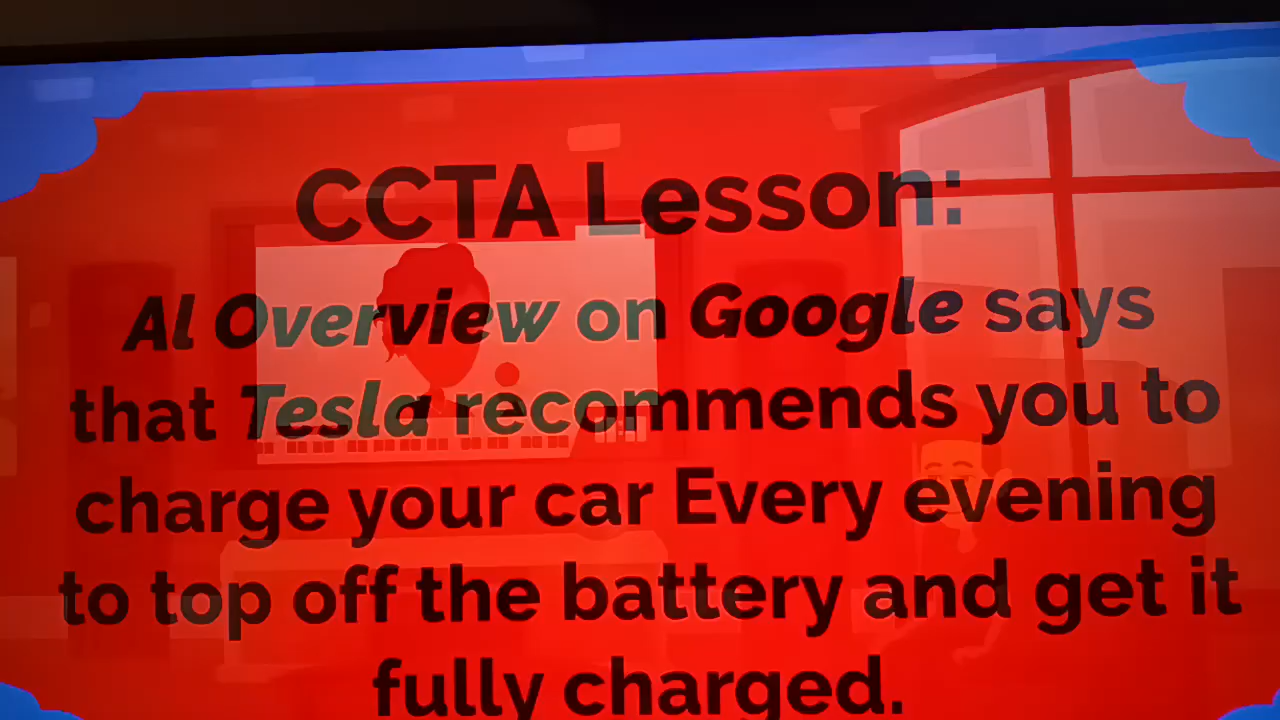 CCTA Lesson:
AI Overview on Google says
that Tesla recommends you to
charge your car Every evening
to top off the battery and get it
fully charged.